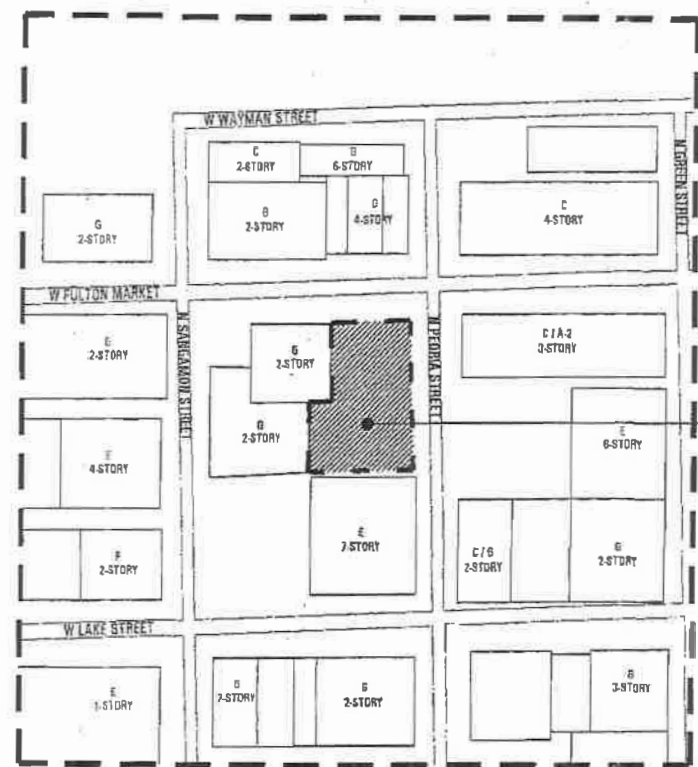 W WAYMAN STREET
N GREEN STREET
C
2-STORY
6-STORY
2-STORY
4-STORY
C
4-STORY
G
2-STORY
W FULTON MARKET
N SANGAMON STREET
N PEORIA STREET
2-STORY
2-STORY
C / A-2
3-STORY
2-STORY
E
6-STORY
E
4-STORY
E
7-STORY
F
2-STORY
2-STORY
2-STORY
W LAKE STREET
E
1-STORY
2-STORY
3-STORY